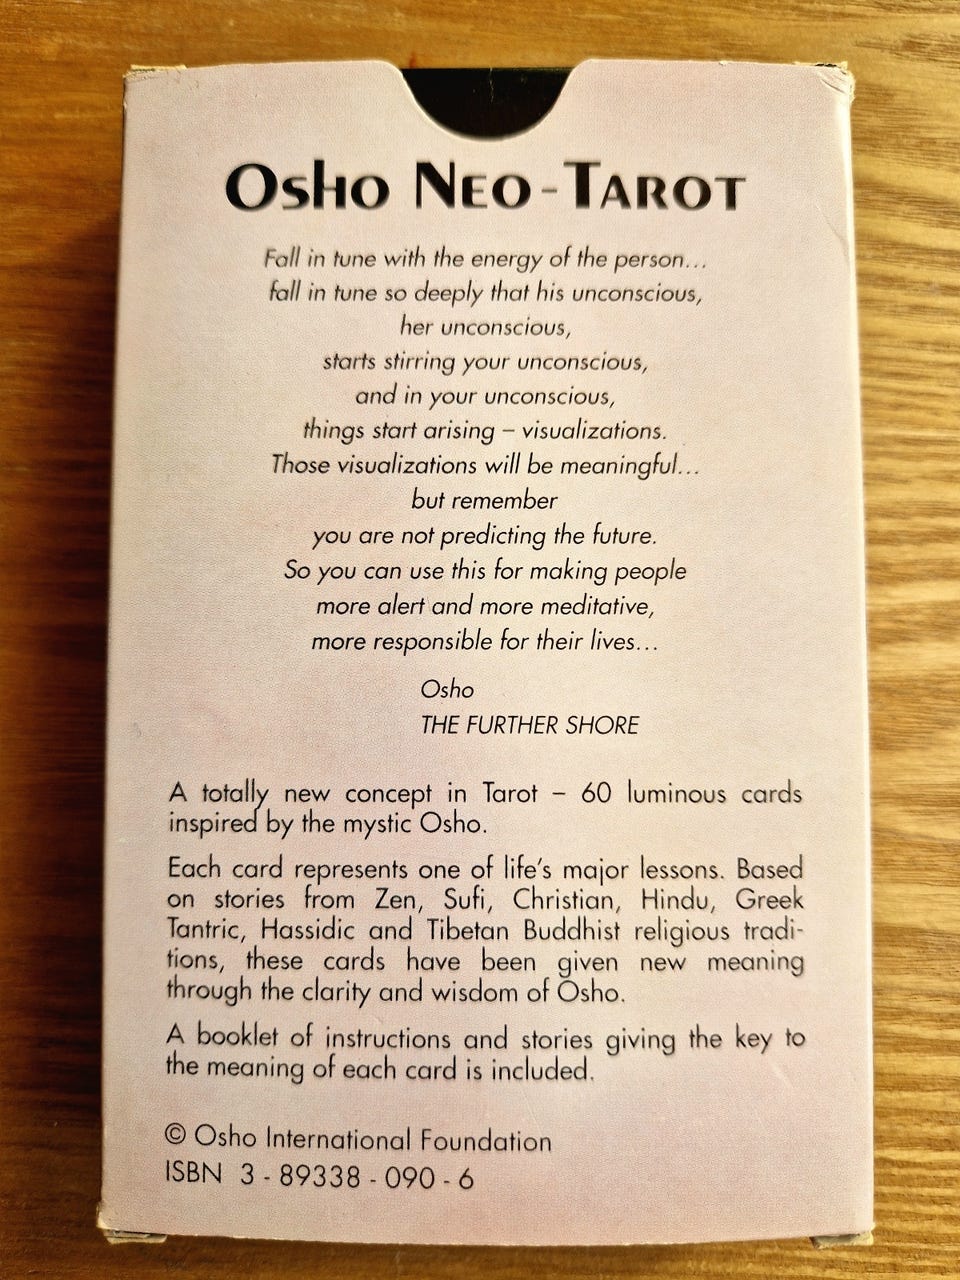 Osho Neo-Tarot
Fall in tune with the energy of the person...
fall in tune so deeply that his unconscious,
her unconscious,
starts stirring your unconscious,
and in your unconscious,
things start arising – visualizations.
Those visualizations will be meaningful...
but remember
you are not predicting the future.
So you can use this for making people
more alert and more meditative,
more responsible for their lives...
Osho
THE FURTHER SHORE
A totally new concept in Tarot – 60 luminous cards
inspired by the mystic Osho.
Each card represents one of life's major lessons. Based
on stories from Zen, Sufi, Christian, Hindu, Greek
Tantric, Hassidic and Tibetan Buddhist religious tradi-
tions, these cards have been given new meaning
through the clarity and wisdom of Osho.
A booklet of instructions and stories giving the key to
the meaning of each card is included.
© Osho International Foundation
ISBN 3 - 89338 - 090 - 6